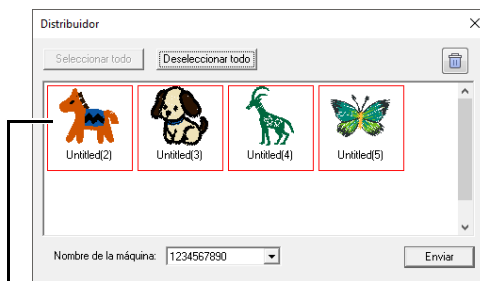 Distribuidor
Seleccionar todo Deseleccionar todo
Untitled(2) Untitled(3) Untitled(4) Untitled(5)
Nombre de la máquina: 1234567890 Enviar